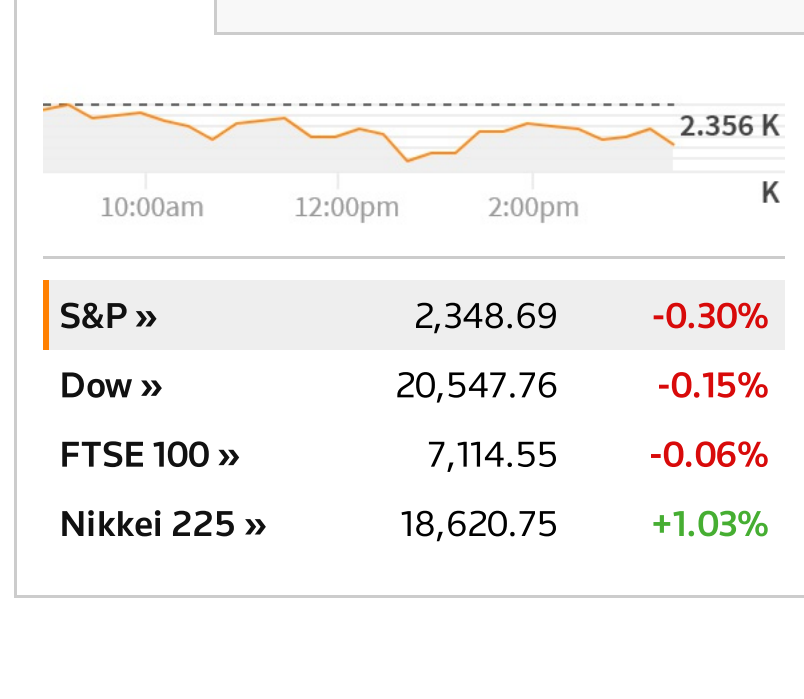 2.356 K
K
10:00am 12:00pm 2:00pm
S&P » 2,348.69 -0.30%
Dow » 20,547.76 -0.15%
FTSE 100 » 7,114.55 -0.06%
Nikkei 225 » 18,620.75 +1.03%